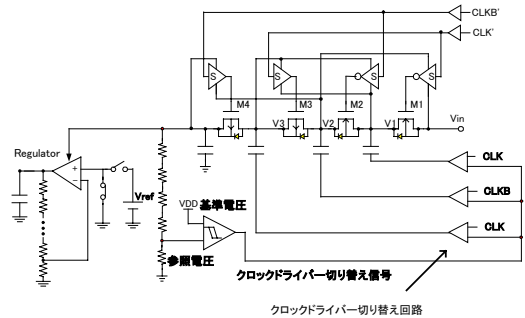 CLKB'
CLK'
S
S
S
S
M4
M3
M2
M1
V3
V2
V1
Vin
Regulator
+
−
Vref
VDD
基準電圧
参照電圧
CLK
CLKB
CLK
クロックドライバー切り替え信号
クロックドライバー切り替え回路